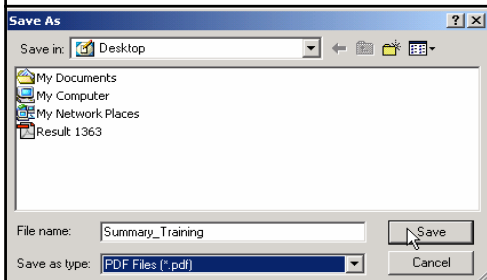 Save As
Save in: Desktop
My Documents
My Computer
My Network Places
Result 1363
File name: Summary_Training Save
Save as type: PDF Files (*.pdf) Cancel